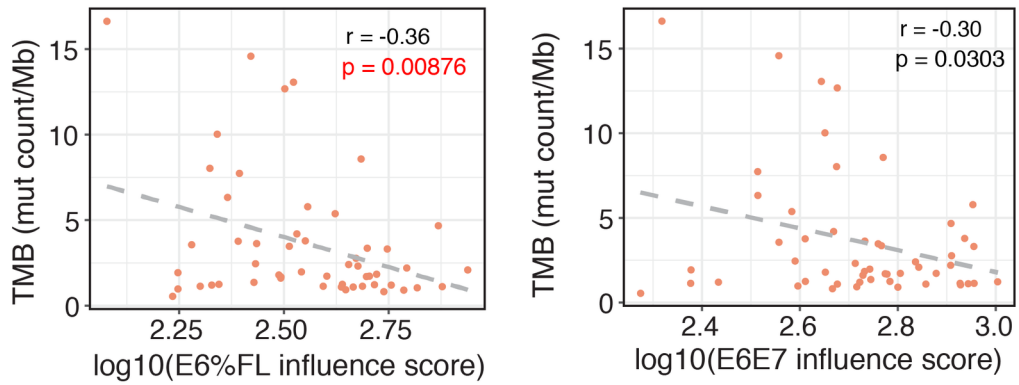 r = -0.36
p = 0.00876
TMB (mut count/Mb)
15
10
5
0
2.25 2.50 2.75
log10(E6%FL influence score)
r = -0.30
p = 0.0303
TMB (mut count/Mb)
15
10
5
0
2.4 2.6 2.8 3.0
log10(E6E7 influence score)